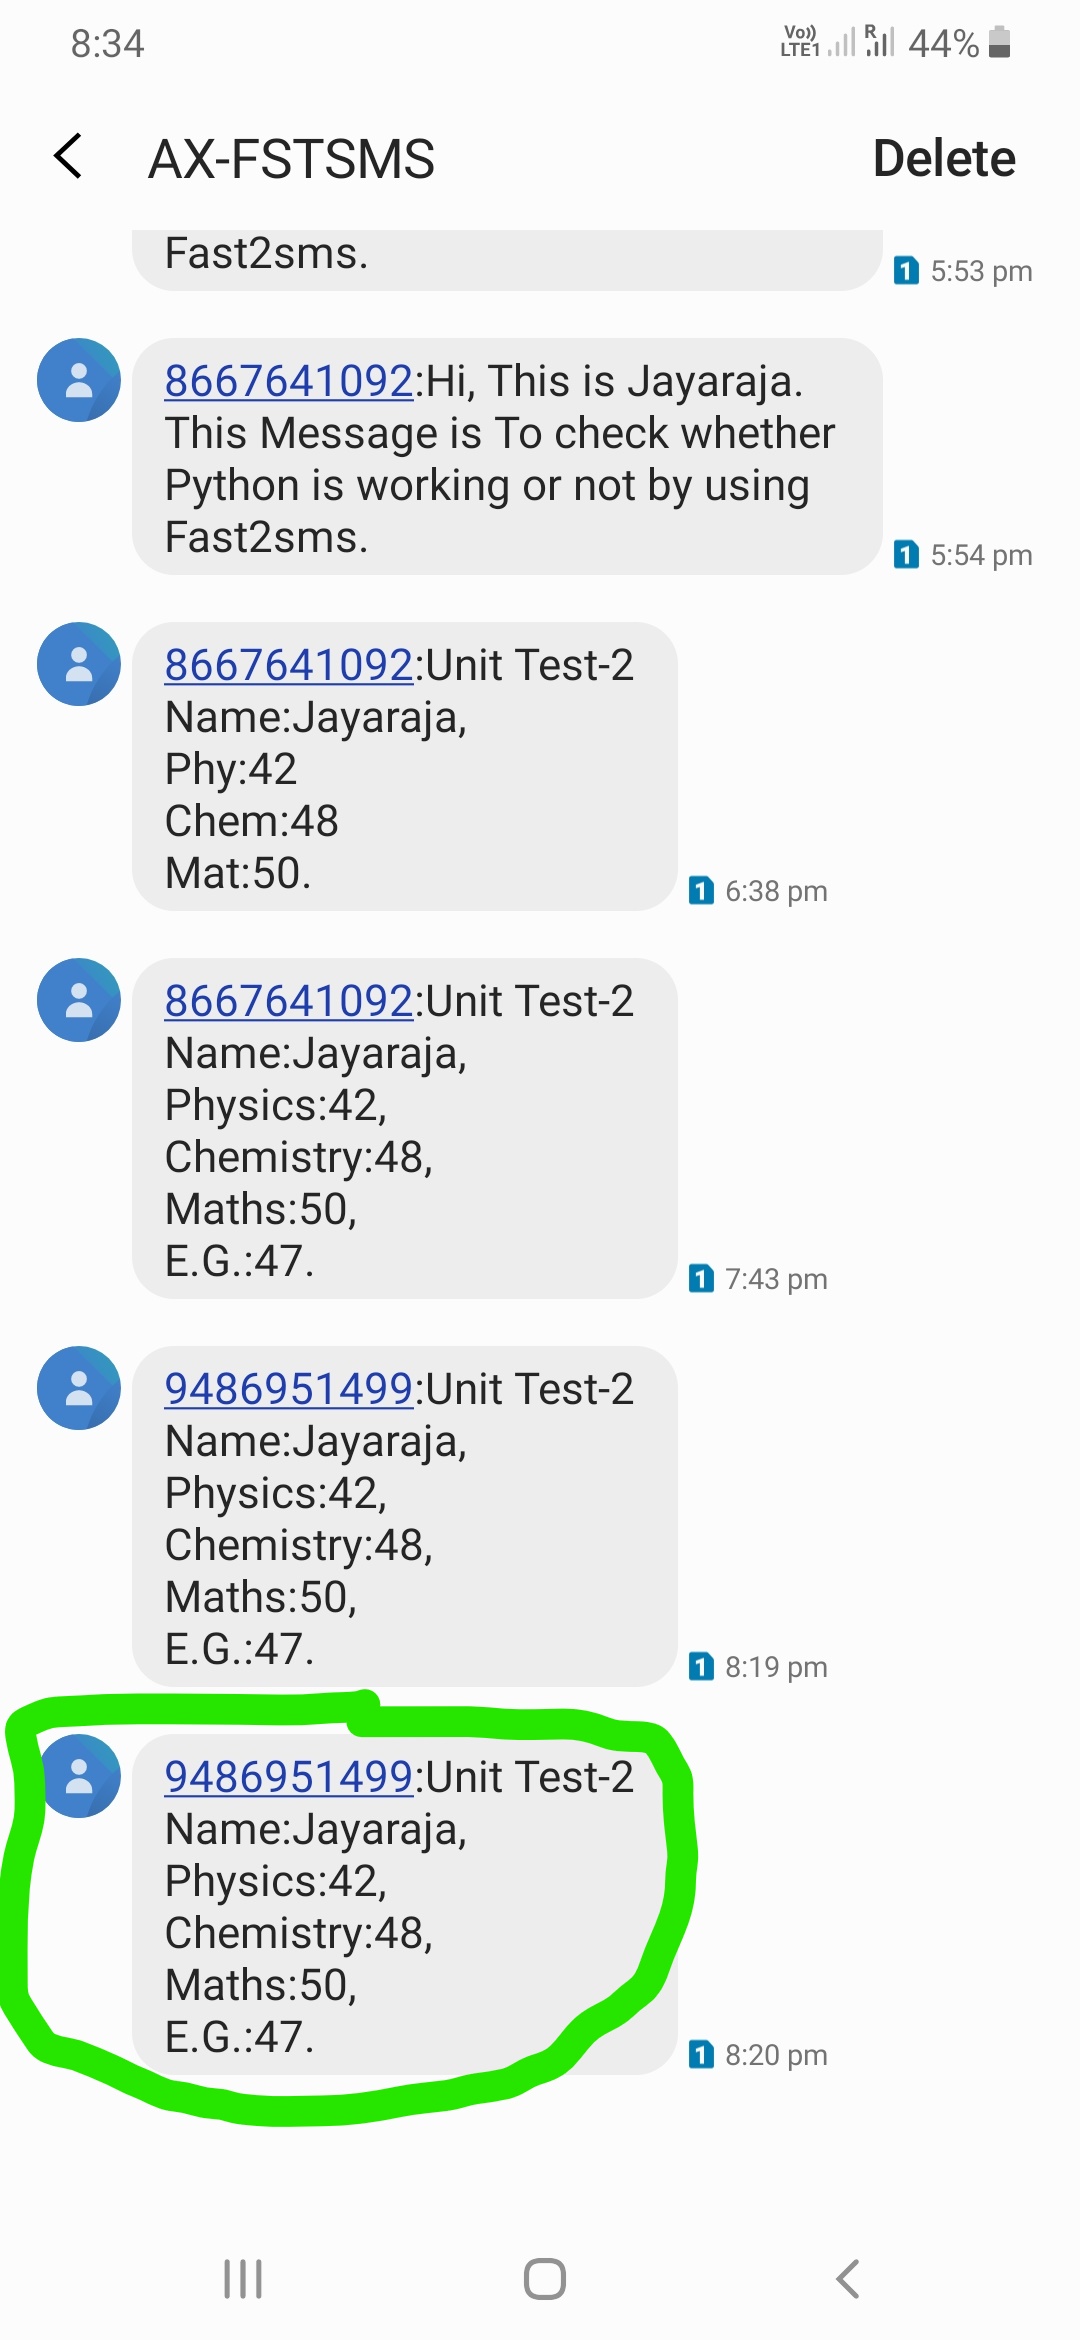 8:34
Vo))
LTE1
R
44%
AX-FSTSMS
Delete
Fast2sms.
1 5:53 pm
8667641092:Hi, This is Jayaraja.
This Message is To check whether
Python is working or not by using
Fast2sms.
1 5:54 pm
8667641092:Unit Test-2
Name:Jayaraja,
Phy:42
Chem:48
Mat:50.
1 6:38 pm
8667641092:Unit Test-2
Name:Jayaraja,
Physics:42,
Chemistry:48,
Maths:50,
E.G.:47.
1 7:43 pm
9486951499:Unit Test-2
Name:Jayaraja,
Physics:42,
Chemistry:48,
Maths:50,
E.G.:47.
1 8:19 pm
9486951499:Unit Test-2
Name:Jayaraja,
Physics:42,
Chemistry:48,
Maths:50,
E.G.:47.
1 8:20 pm